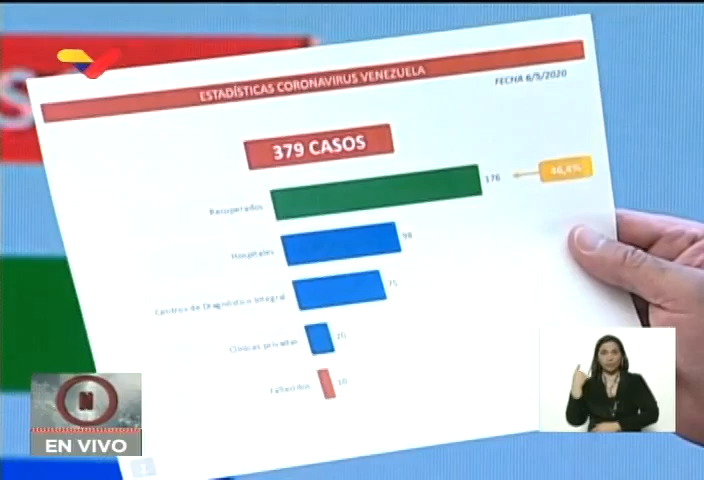 ESTADÍSTICAS CORONAVIRUS VENEZUELA
FECHA 6/5/2020
379 CASOS
Recuperados 176 46,4%
Hospitales 98
Centros de Diagnóstico Integral 75
Clínicas privadas 20
Fallecidos 10
N
EN VIVO